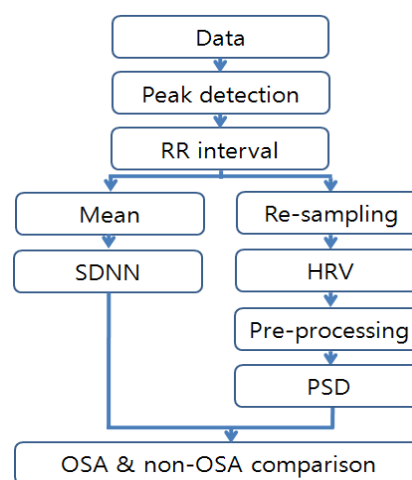 Data
Peak detection
RR interval
Mean
Re-sampling
SDNN
HRV
Pre-processing
PSD
OSA & non-OSA comparison